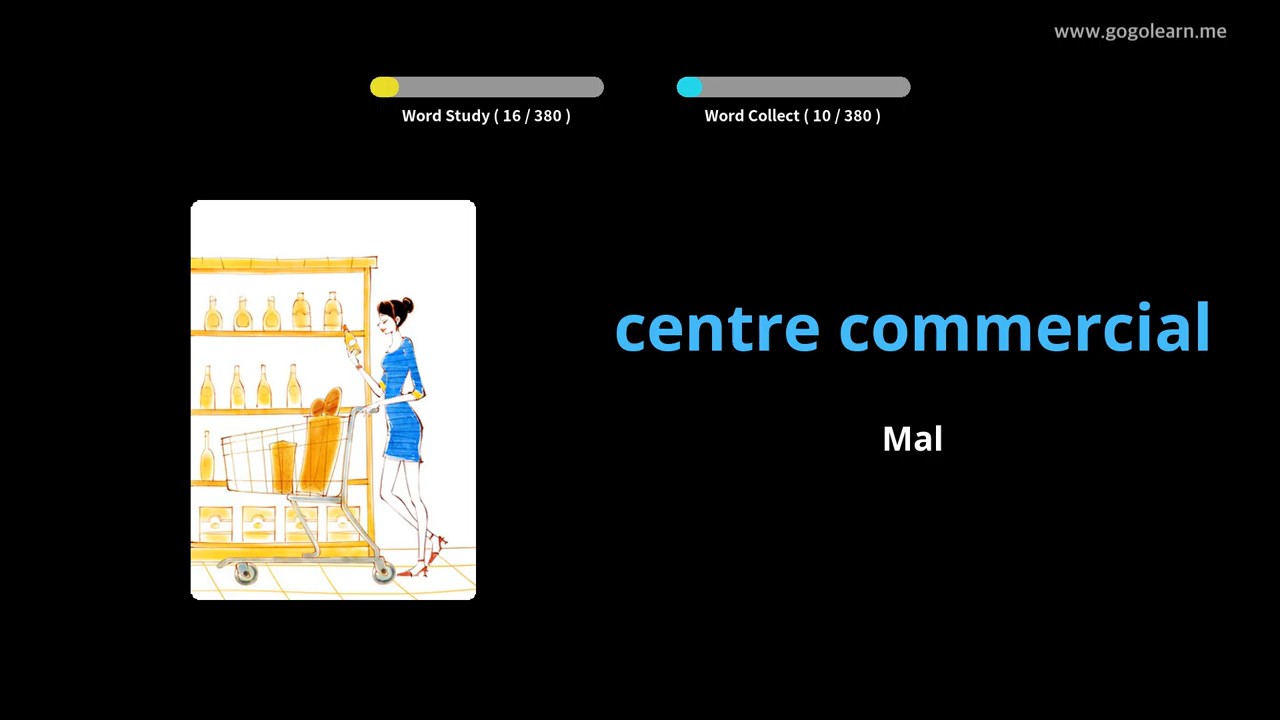 www.gogolearn.me
Word Study ( 16 / 380 )
Word Collect ( 10 / 380 )
centre commercial
Mal